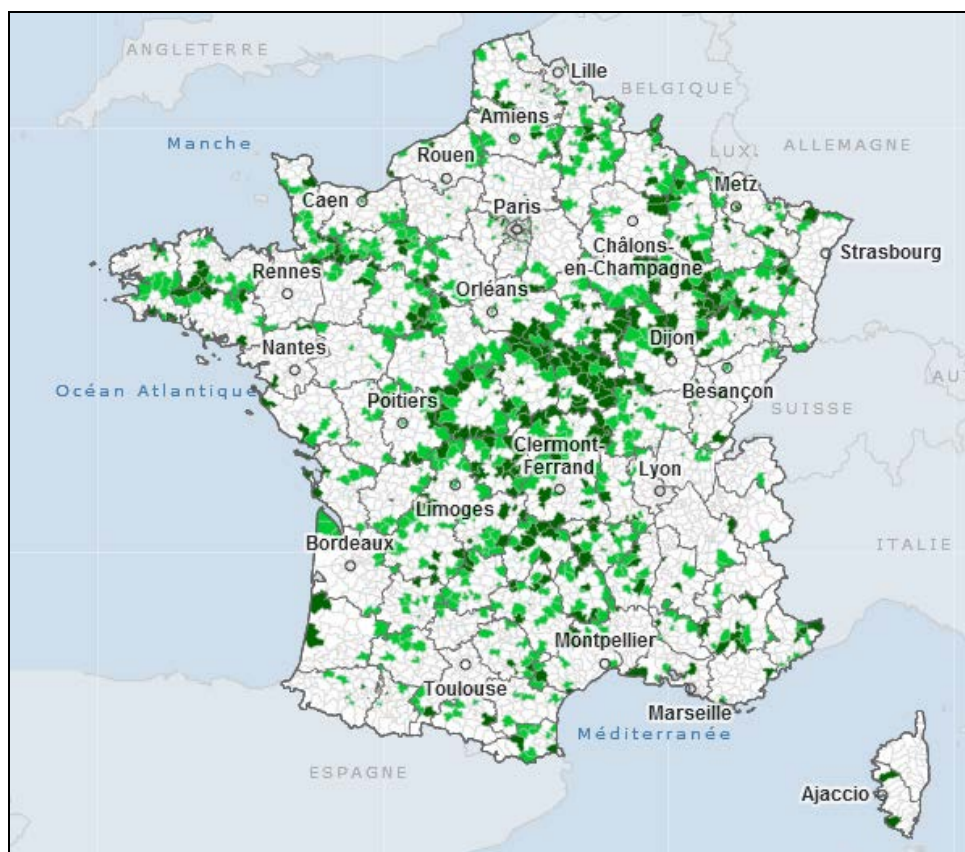 ANGLETERRE
Lille
BELGIQUE
Amiens
Manche
LUX.
ALLEMAGNE
Rouen
Metz
Caen
Paris
Strasbourg
Châlons-
en-Champagne
Rennes
Orléans
Dijon
Nantes
Besançon
Océan Atlantique
AU
SUISSE
Poitiers
Clermont-
Ferrand
Lyon
Limoges
Bordeaux
ITALIE
Montpellier
Toulouse
Marseille
Méditerranée
ESPAGNE
Ajaccio